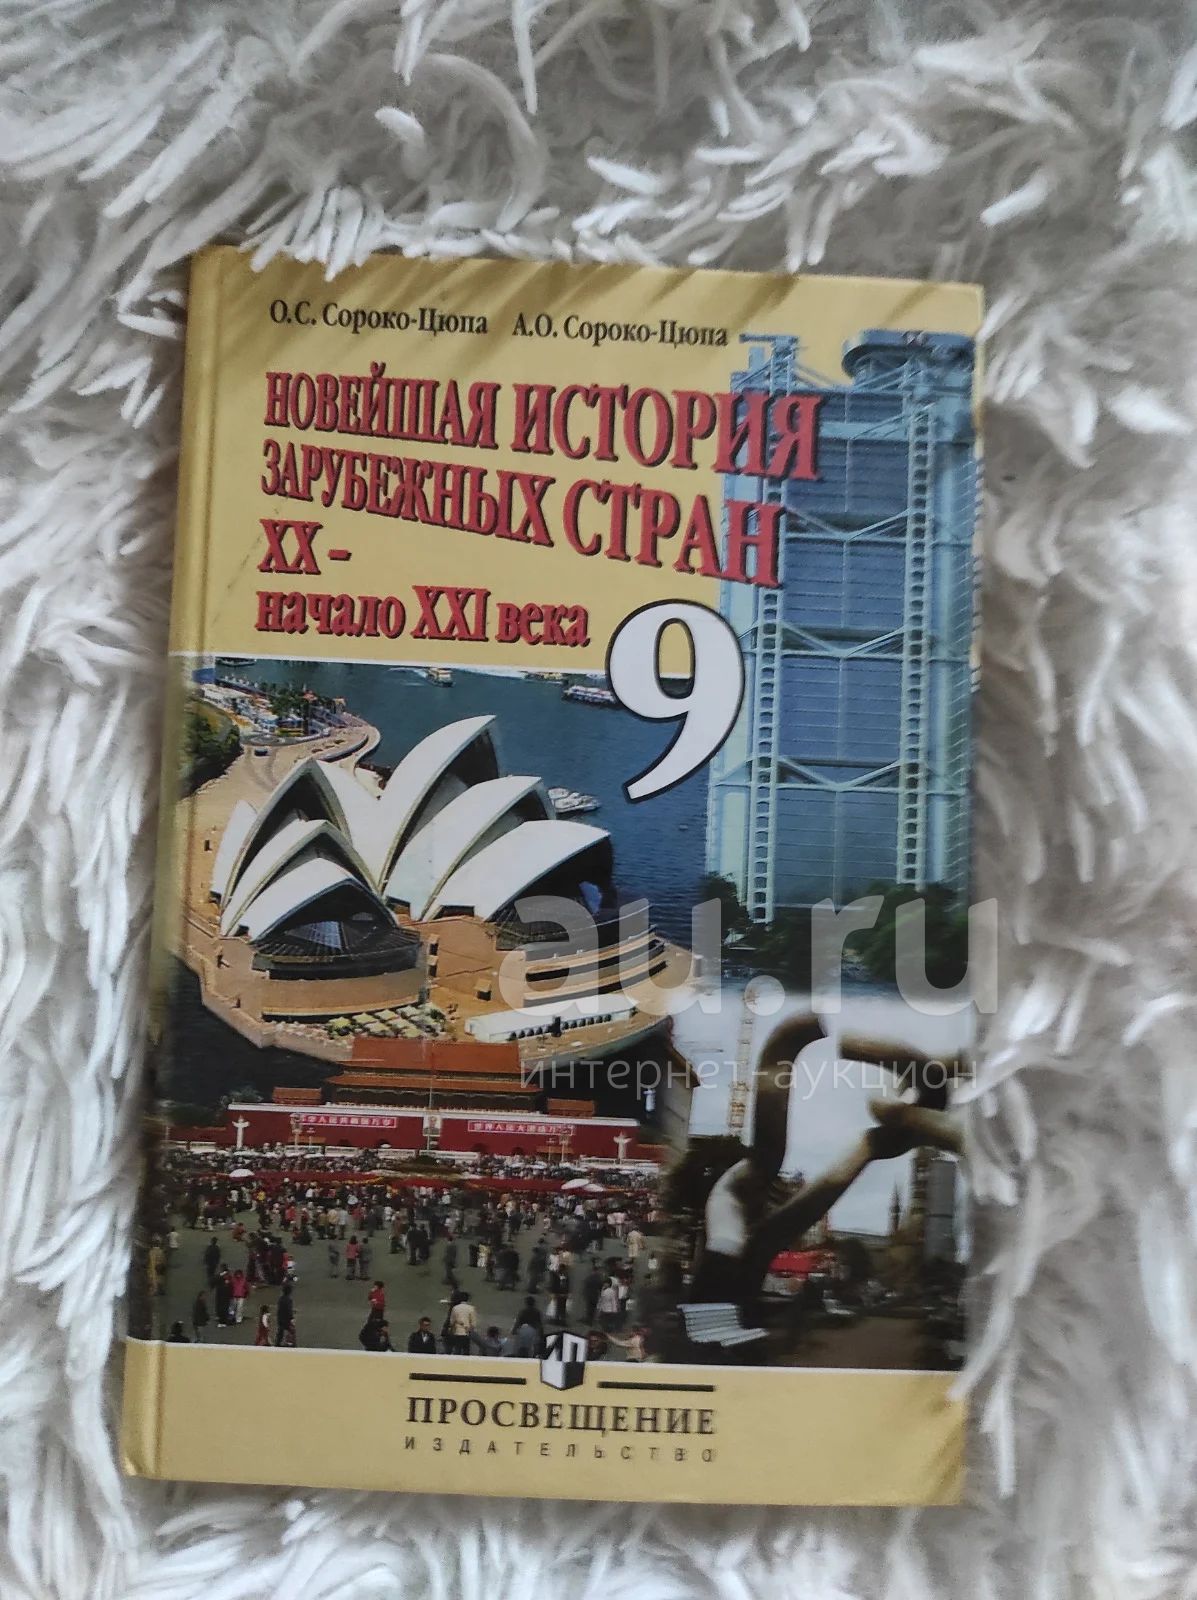 О.С. Сороко-Цюпа А.О. Сороко-Цюпа
НОВЕЙШАЯ ИСТОРИЯ
ЗАРУБЕЖНЫХ СТРАН
XX –
начало XXI века
9
au.ru
интернет-аукцион
ПРОСВЕЩЕНИЕ
ИЗДАТЕЛЬСТВО